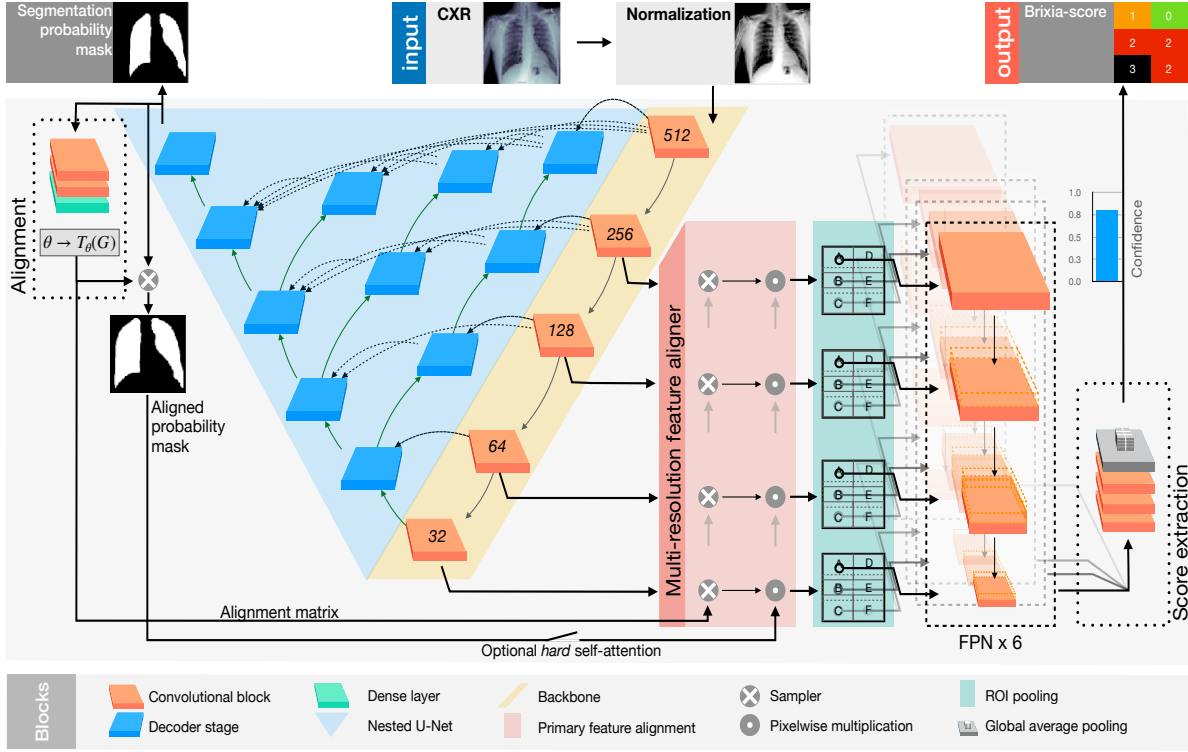 Segmentation
probability
mask
input
CXR
Normalization
output
Brixia-score
1 0
2 2
3 2
Alignment
θ → T_θ(G)
Aligned
probability
mask
512
256
128
64
32
Multi-resolution feature aligner
A D
B E
C F
A D
B E
C F
A D
B E
C F
A D
B E
C F
1.0
0.8
0.5
0.3
0.0
Confidence
Score extraction
FPN x 6
Alignment matrix
Optional hard self-attention
Blocks
Convolutional block
Dense layer
Backbone
Sampler
ROI pooling
Decoder stage
Nested U-Net
Primary feature alignment
Pixelwise multiplication
Global average pooling